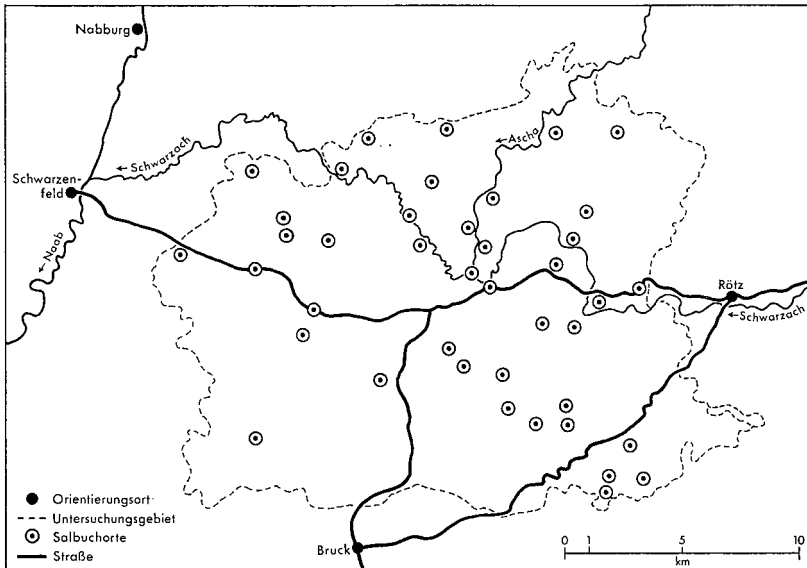 Nabburg
← Ascha
← Schwarzach
Schwarzen-
feld
← Naab
Rötz
← Schwarzach
Orientierungsort
Untersuchungsgebiet
Salbuchorte
Straße
Bruck
0 1 5 10
km